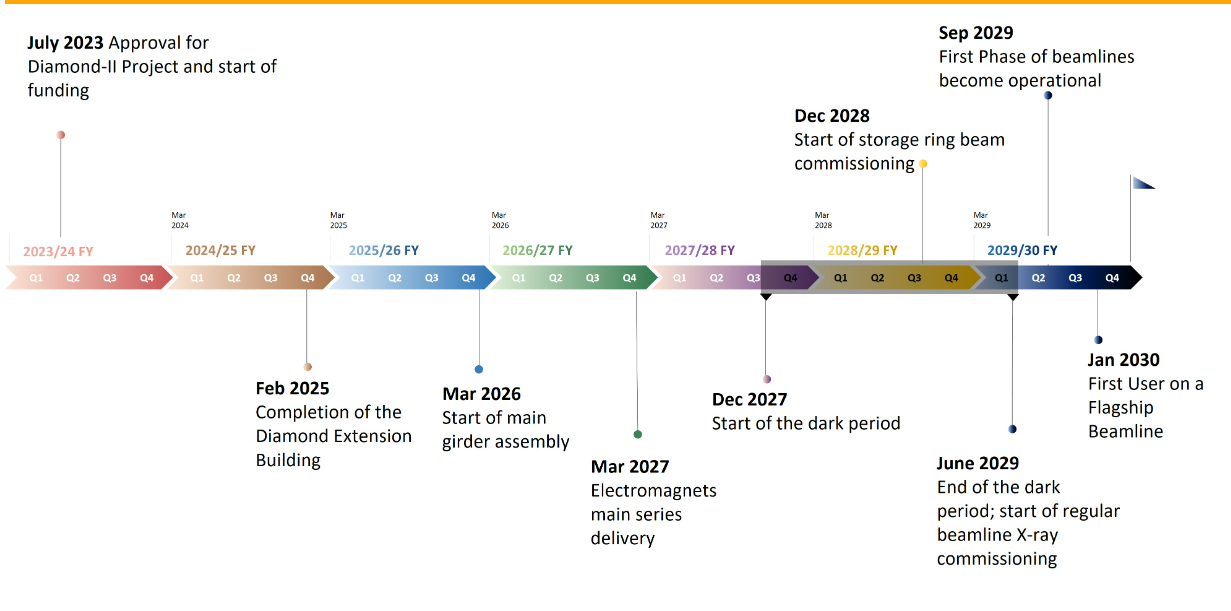 July 2023 Approval for
Diamond-II Project and start of
funding
Sep 2029
First Phase of beamlines
become operational
Dec 2028
Start of storage ring beam
commissioning
Mar
2024
Mar
2025
Mar
2026
Mar
2027
Mar
2028
Mar
2029
2023/24 FY
2024/25 FY
2025/26 FY
2026/27 FY
2027/28 FY
2028/29 FY
2029/30 FY
Q1 Q2 Q3 Q4
Q1 Q2 Q3 Q4
Q1 Q2 Q3 Q4
Q1 Q2 Q3 Q4
Q1 Q2 Q3 Q4
Q1 Q2 Q3 Q4
Q1 Q2 Q3 Q4
Feb 2025
Completion of the
Diamond Extension
Building
Mar 2026
Start of main
girder assembly
Mar 2027
Electromagnets
main series
delivery
Dec 2027
Start of the dark period
June 2029
End of the dark
period; start of regular
beamline X-ray
commissioning
Jan 2030
First User on a
Flagship
Beamline